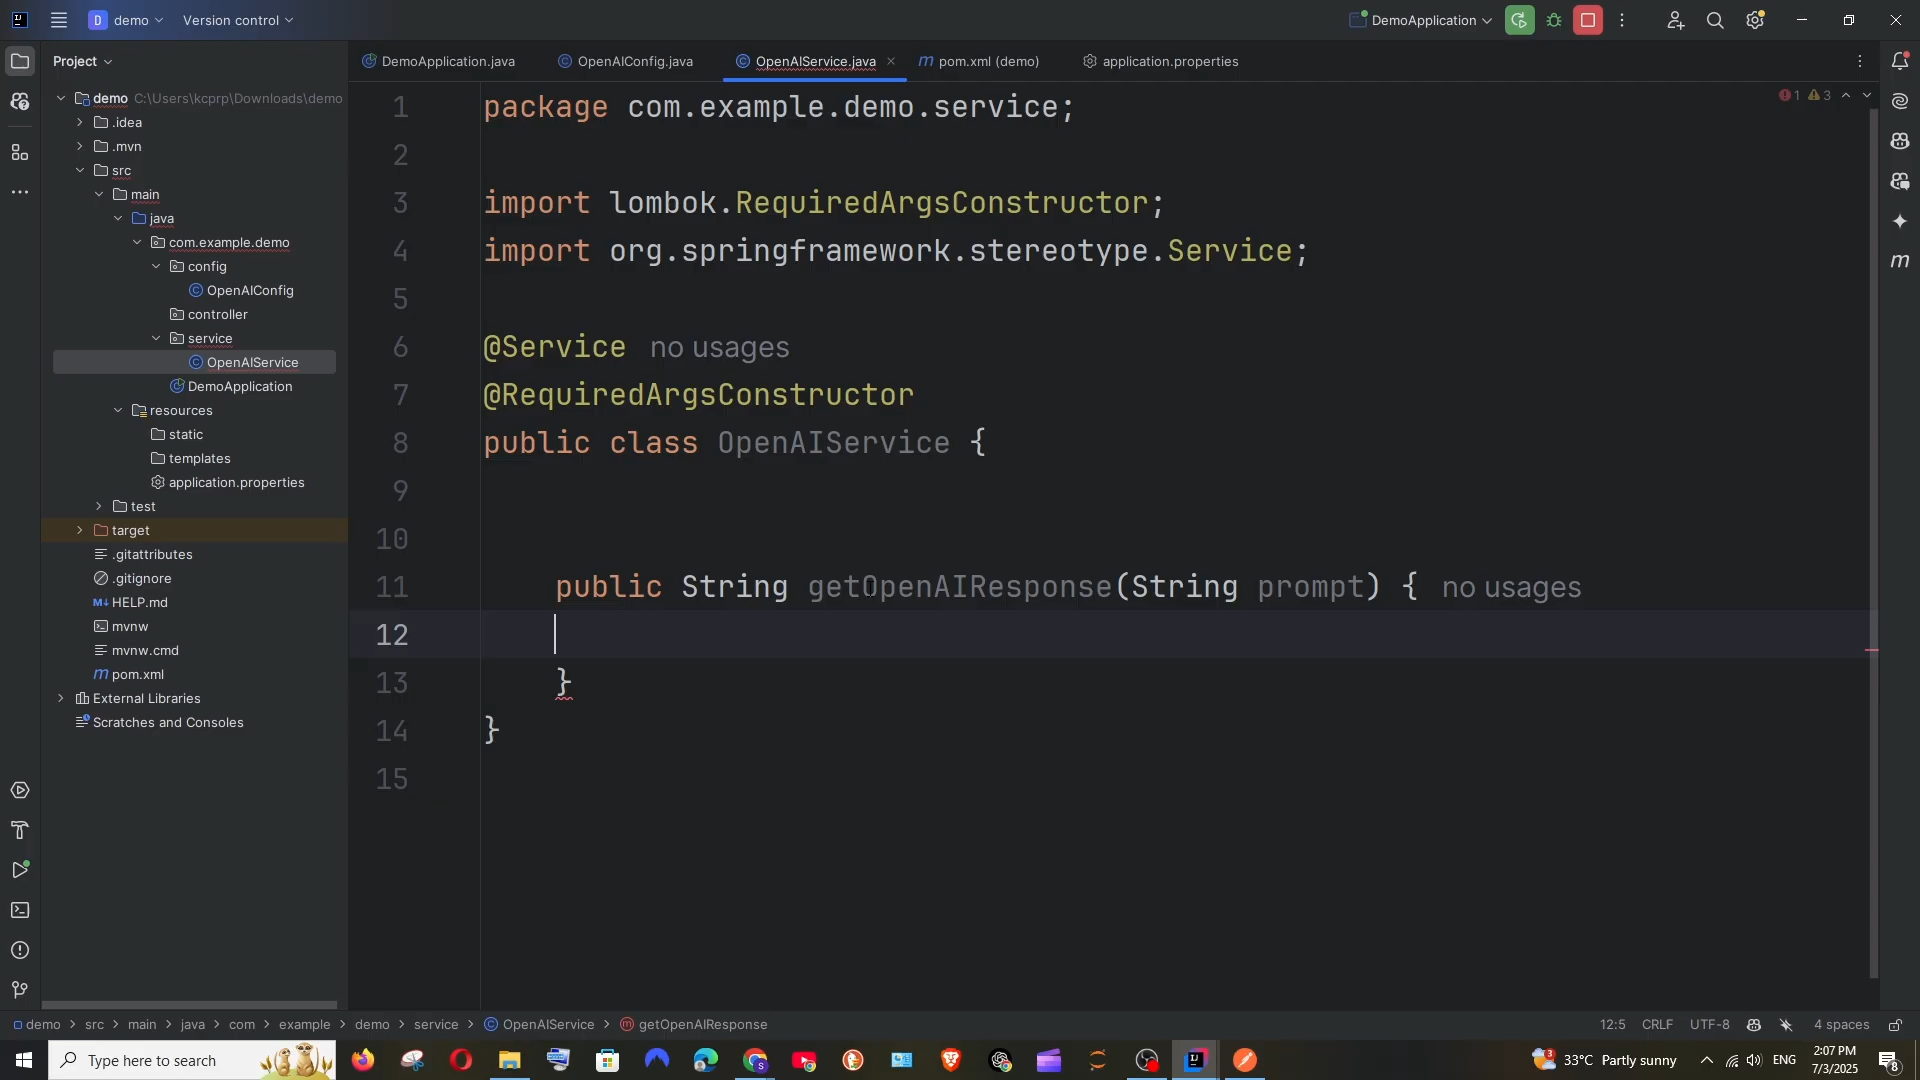 D demo Version control DemoApplication
Project
DemoApplication.java OpenAIConfig.java OpenAIService.java m pom.xml (demo) application.properties
demo C:\Users\kcprp\Downloads\demo
.idea
.mvn
src
main
java
com.example.demo
config
OpenAIConfig
controller
service
OpenAIService
DemoApplication
resources
static
templates
application.properties
test
target
.gitattributes
.gitignore
M↓ HELP.md
mvnw
mvnw.cmd
m pom.xml
External Libraries
Scratches and Consoles
1 3
1 package com.example.demo.service;
2
3 import lombok.RequiredArgsConstructor;
4 import org.springframework.stereotype.Service;
5
6 @Service no usages
7 @RequiredArgsConstructor
8 public class OpenAIService {
9
10
11 public String getOpenAIResponse(String prompt) { no usages
12
13 }
14 }
15
demo > src > main > java > com > example > demo > service > OpenAIService > getOpenAIResponse
12:5 CRLF UTF-8 4 spaces
Type here to search
3 33°C Partly sunny ENG 2:07 PM
7/3/2025 8